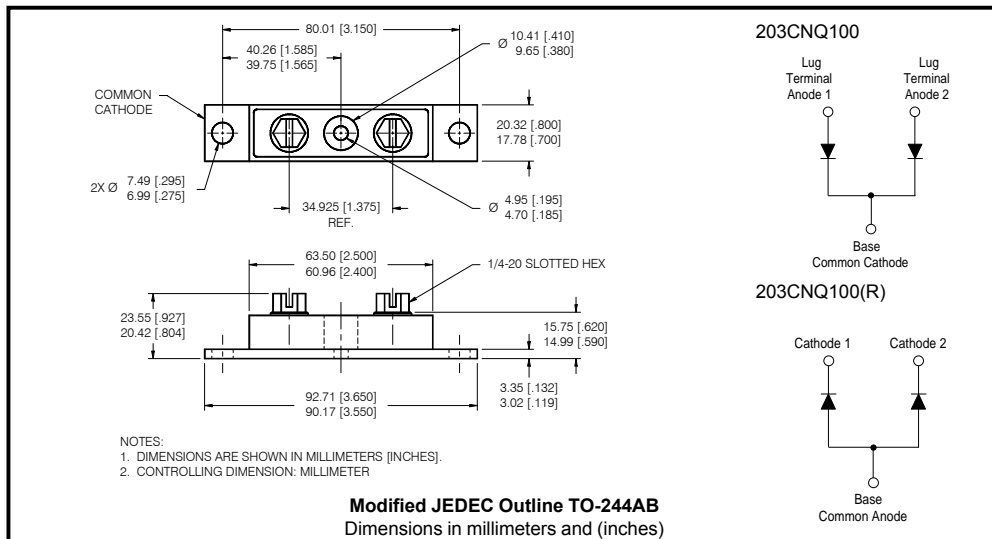 80.01 [3.150]
40.26 [1.585]
39.75 [1.565]
Ø 10.41 [.410]
9.65 [.380]
COMMON
CATHODE
20.32 [.800]
17.78 [.700]
2X Ø 7.49 [.295]
6.99 [.275]
34.925 [1.375]
REF.
Ø 4.95 [.195]
4.70 [.185]
63.50 [2.500]
60.96 [2.400]
1/4-20 SLOTTED HEX
23.55 [.927]
20.42 [.804]
15.75 [.620]
14.99 [.590]
3.35 [.132]
3.02 [.119]
92.71 [3.650]
90.17 [3.550]
NOTES:
1. DIMENSIONS ARE SHOWN IN MILLIMETERS [INCHES].
2. CONTROLLING DIMENSION: MILLIMETER
Modified JEDEC Outline TO-244AB
Dimensions in millimeters and (inches)
203CNQ100
Lug
Terminal
Anode 1
Lug
Terminal
Anode 2
Base
Common Cathode
203CNQ100(R)
Cathode 1
Cathode 2
Base
Common Anode